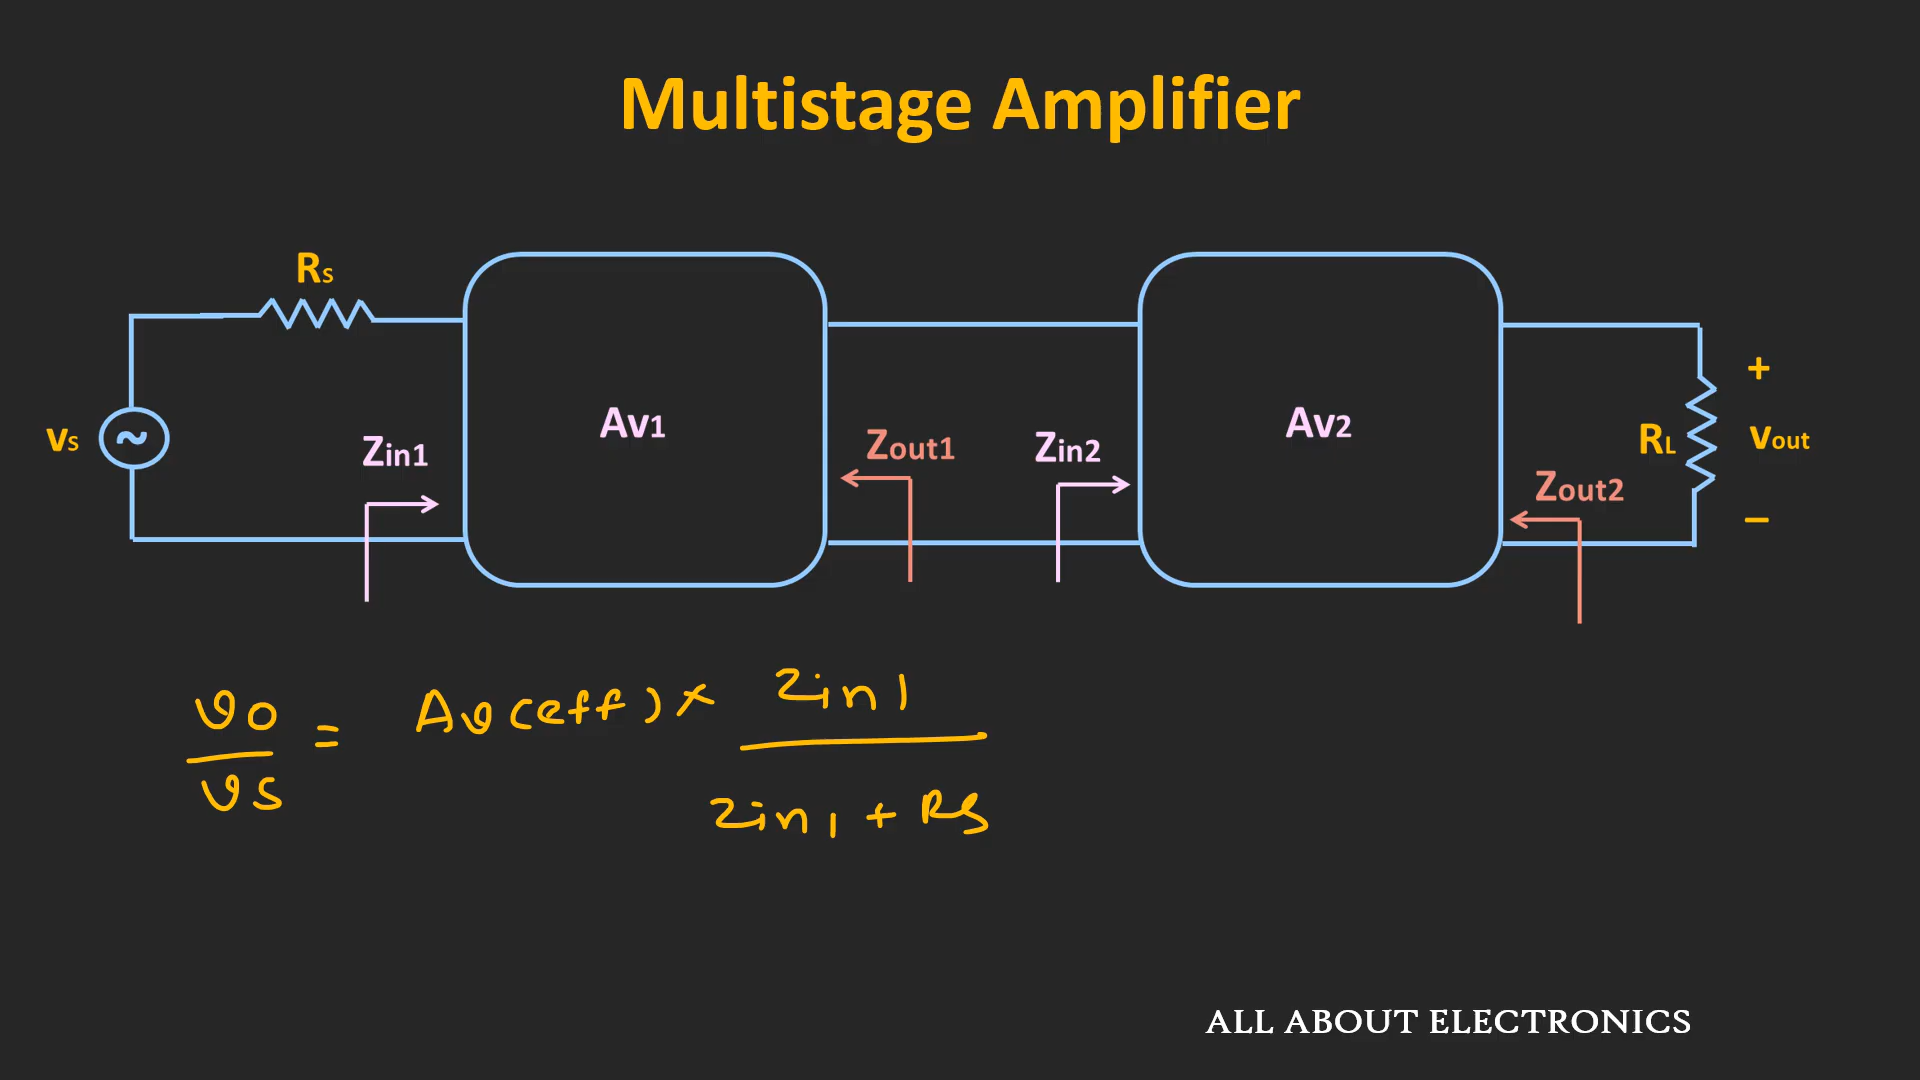 Multistage Amplifier
Rs
vs
Zin1
Av1
Zout1
Zin2
Av2
Zout2
RL
+
vout
–
vo/vs = Av(eff) × Zin1/Zin1 + Rs
ALL ABOUT ELECTRONICS